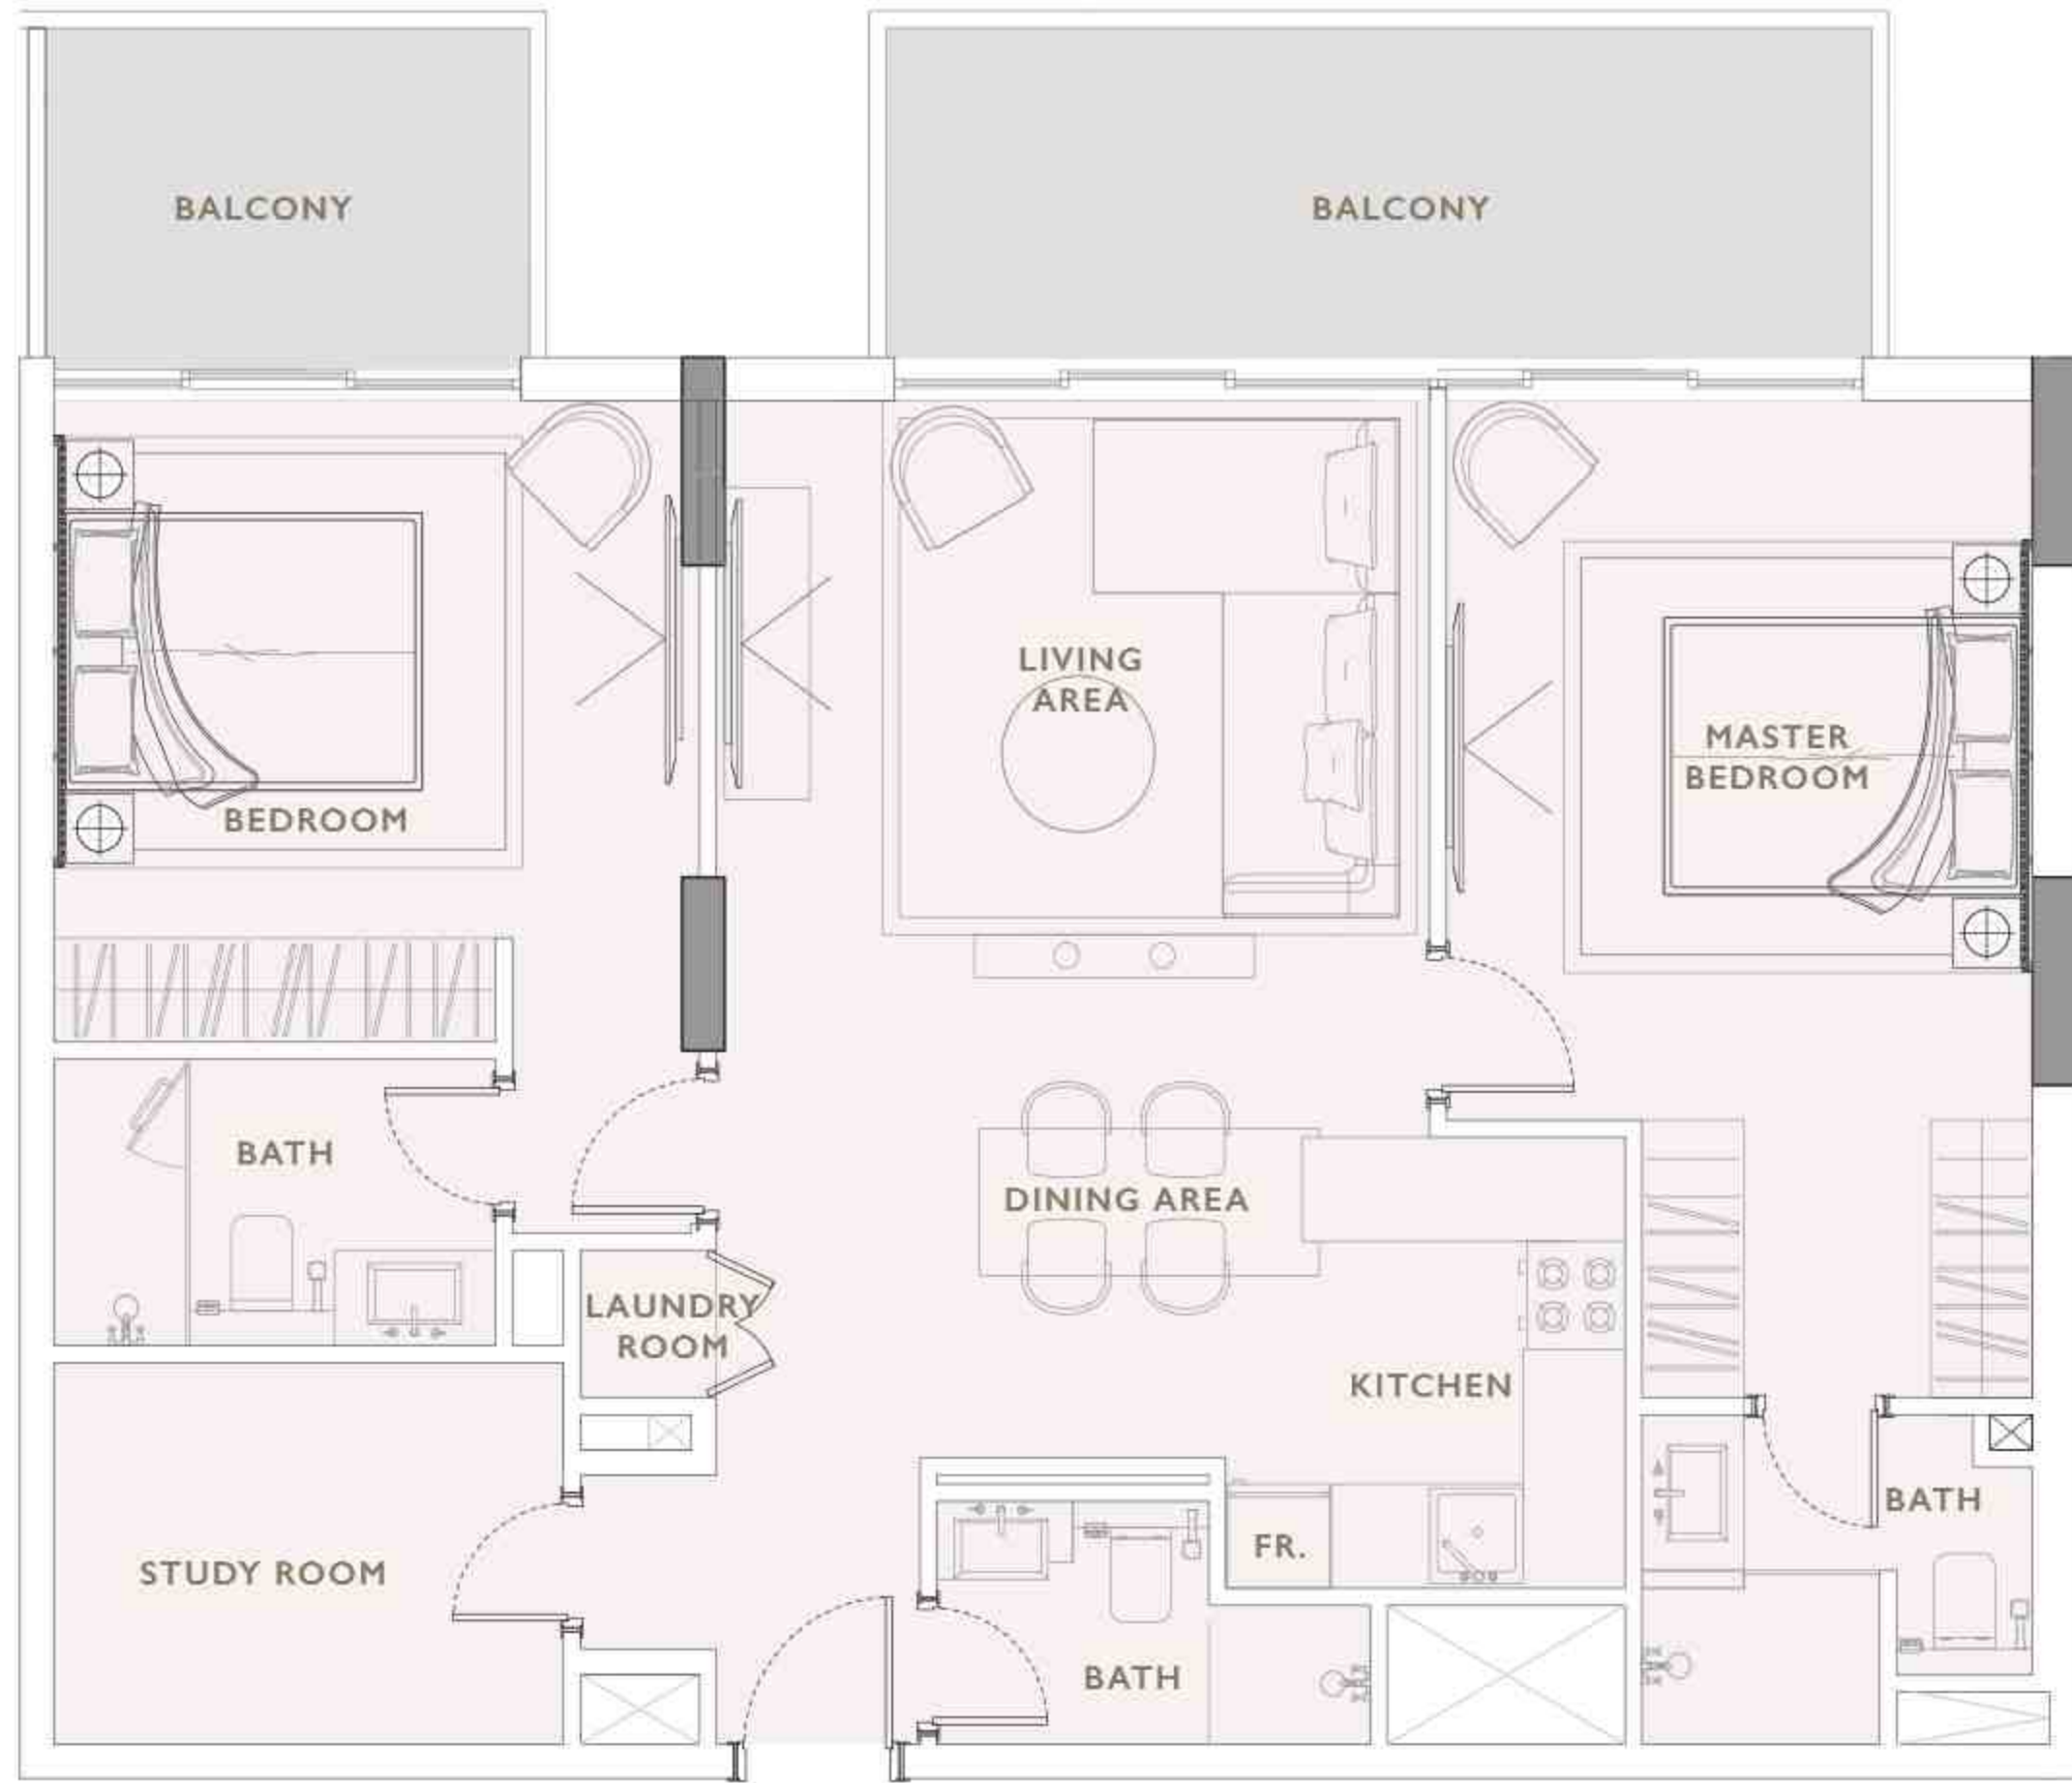 BALCONY
BALCONY
LIVING
AREA
MASTER
BEDROOM
BEDROOM
BATH
DINING AREA
LAUNDRY
ROOM
KITCHEN
BATH
STUDY ROOM
FR.
BATH